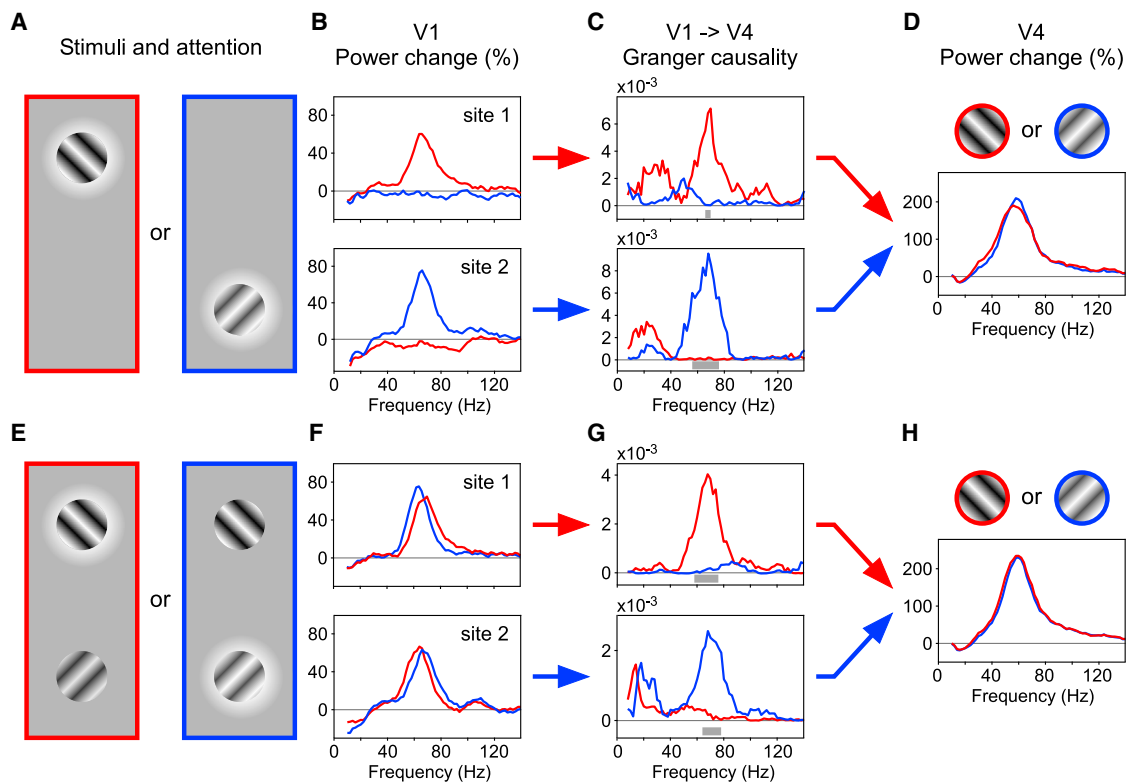 A
B
C
D
Stimuli and attention
V1
Power change (%)
V1 -> V4
Granger causality
V4
Power change (%)
or
site 1
80
40
0
x10⁻³
6
4
2
0
or
200
100
0
0 40 80 120
Frequency (Hz)
site 2
80
40
0
0 40 80 120
Frequency (Hz)
x10⁻³
8
6
4
2
0
0 40 80 120
Frequency (Hz)
E
F
G
H
or
site 1
80
40
0
x10⁻³
4
2
0
or
200
100
0
0 40 80 120
Frequency (Hz)
site 2
80
40
0
0 40 80 120
Frequency (Hz)
x10⁻³
2
0
0 40 80 120
Frequency (Hz)